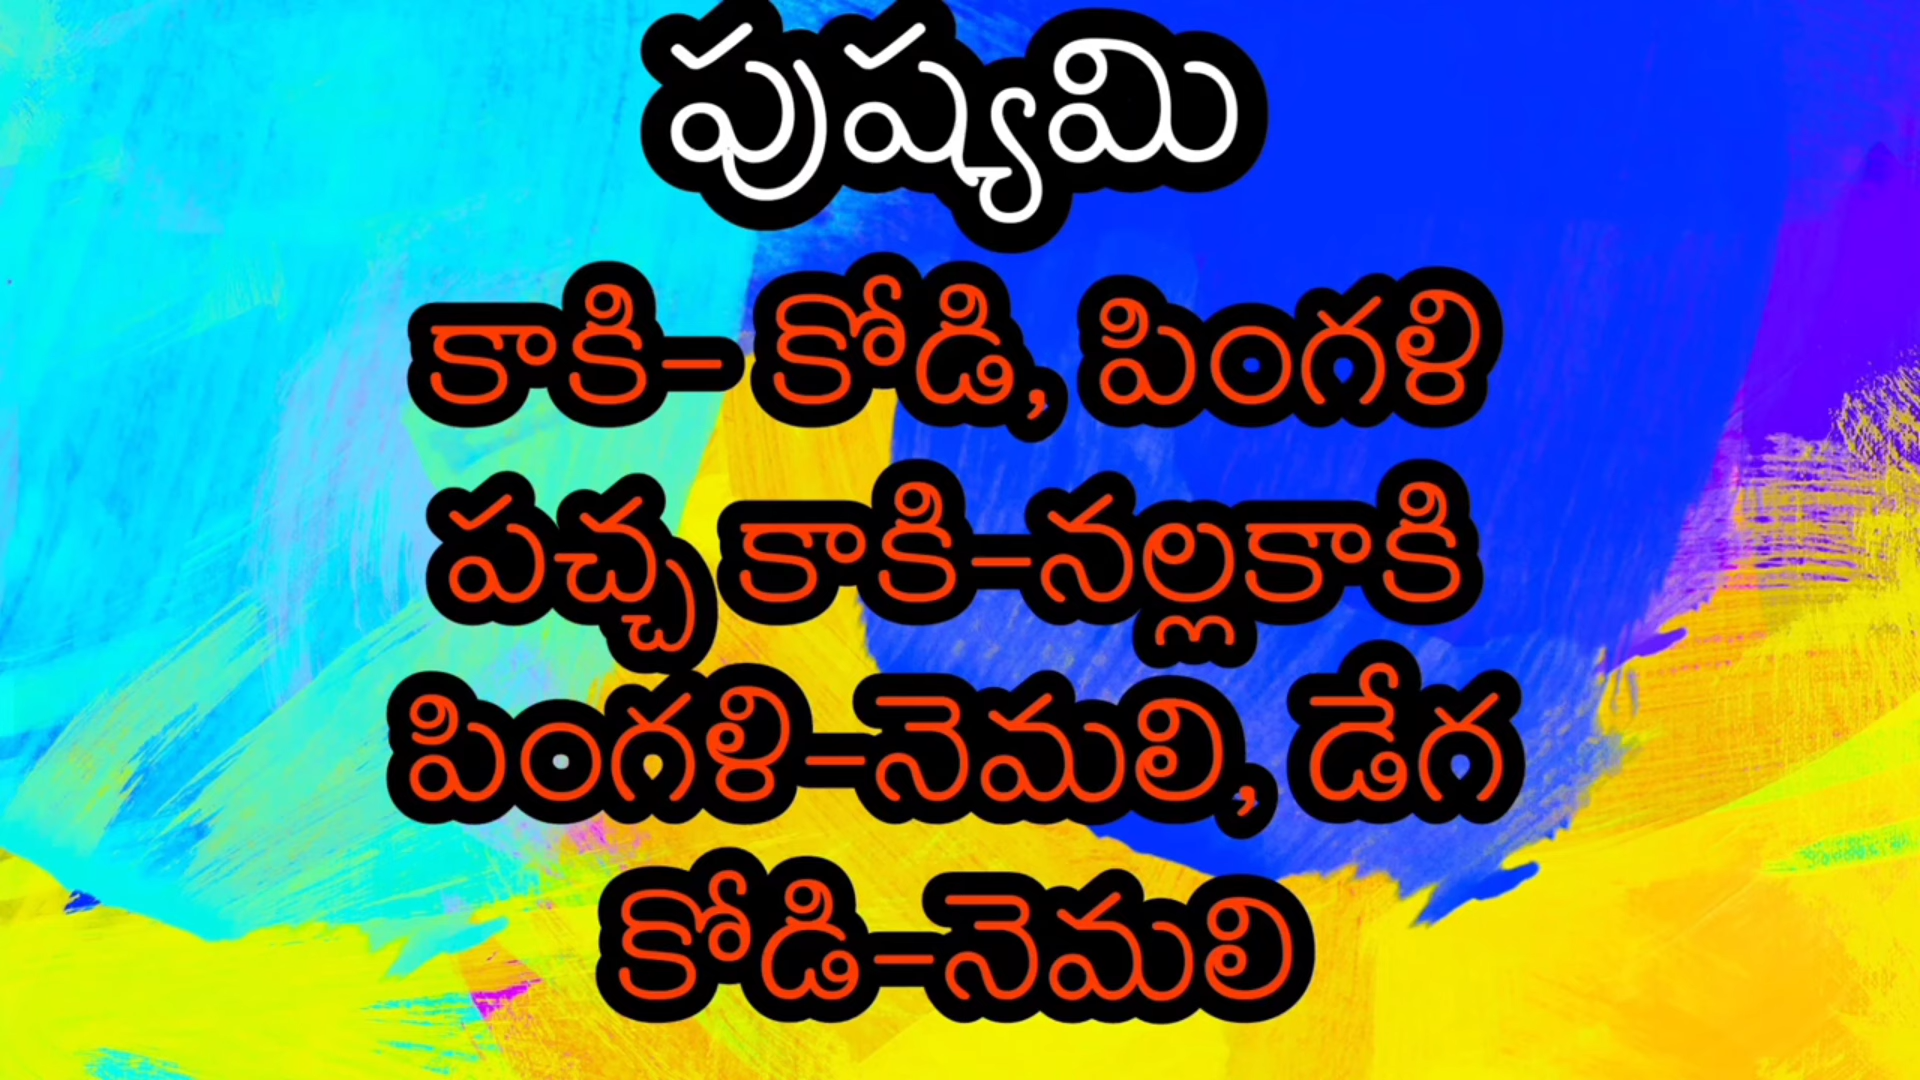 పుష్యమి
కాకి- కోడి, పింగళి
పచ్చ కాకి-నల్లకాకి
పింగళి-నెమలి, డేగ
కోడి-నెమలి